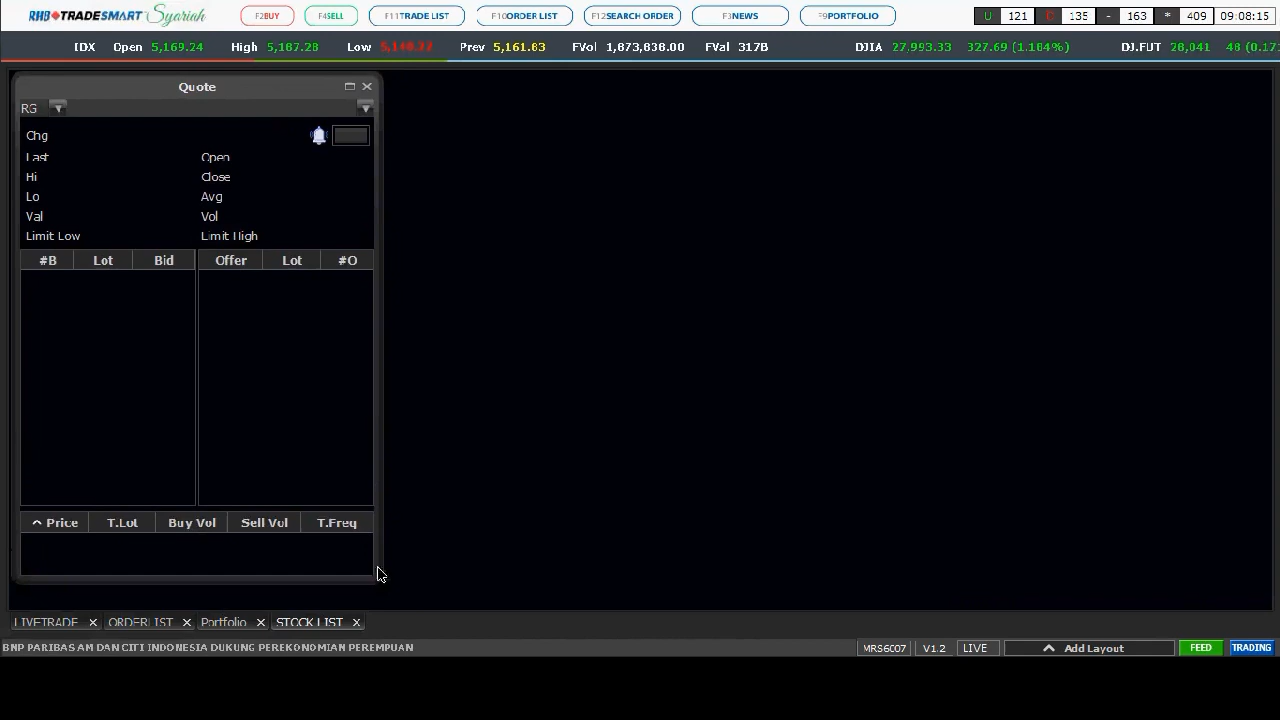 RHB TRADESMART Syariah F2BUY F4SELL F11TRADE LIST F10ORDER LIST F12SEARCH ORDER F3NEWS F9PORTFOLIO U 121 D 135 - 163 * 409 09:08:15
IDX Open 5,169.24 High 5,187.28 Low Prev 5,161.83 FVol 1,873,838.00 FVal 317B DJIA 27,993.33 327.69 (1.184%) DJ.FUT 28,041 48 (0.171
Quote
RG
Chg
Last Open
Hi Close
Lo Avg
Val Vol
Limit Low Limit High
#B Lot Bid Offer Lot #O
Price T.Lot Buy Vol Sell Vol T.Freq
LIVETRADE ORDERLIST Portfolio STOCK LIST
BNP PARIBAS AM DAN CITI INDONESIA DUKUNG PEREKONOMIAN PEREMPUAN MRS6007 V1.2 LIVE Add Layout FEED TRADING